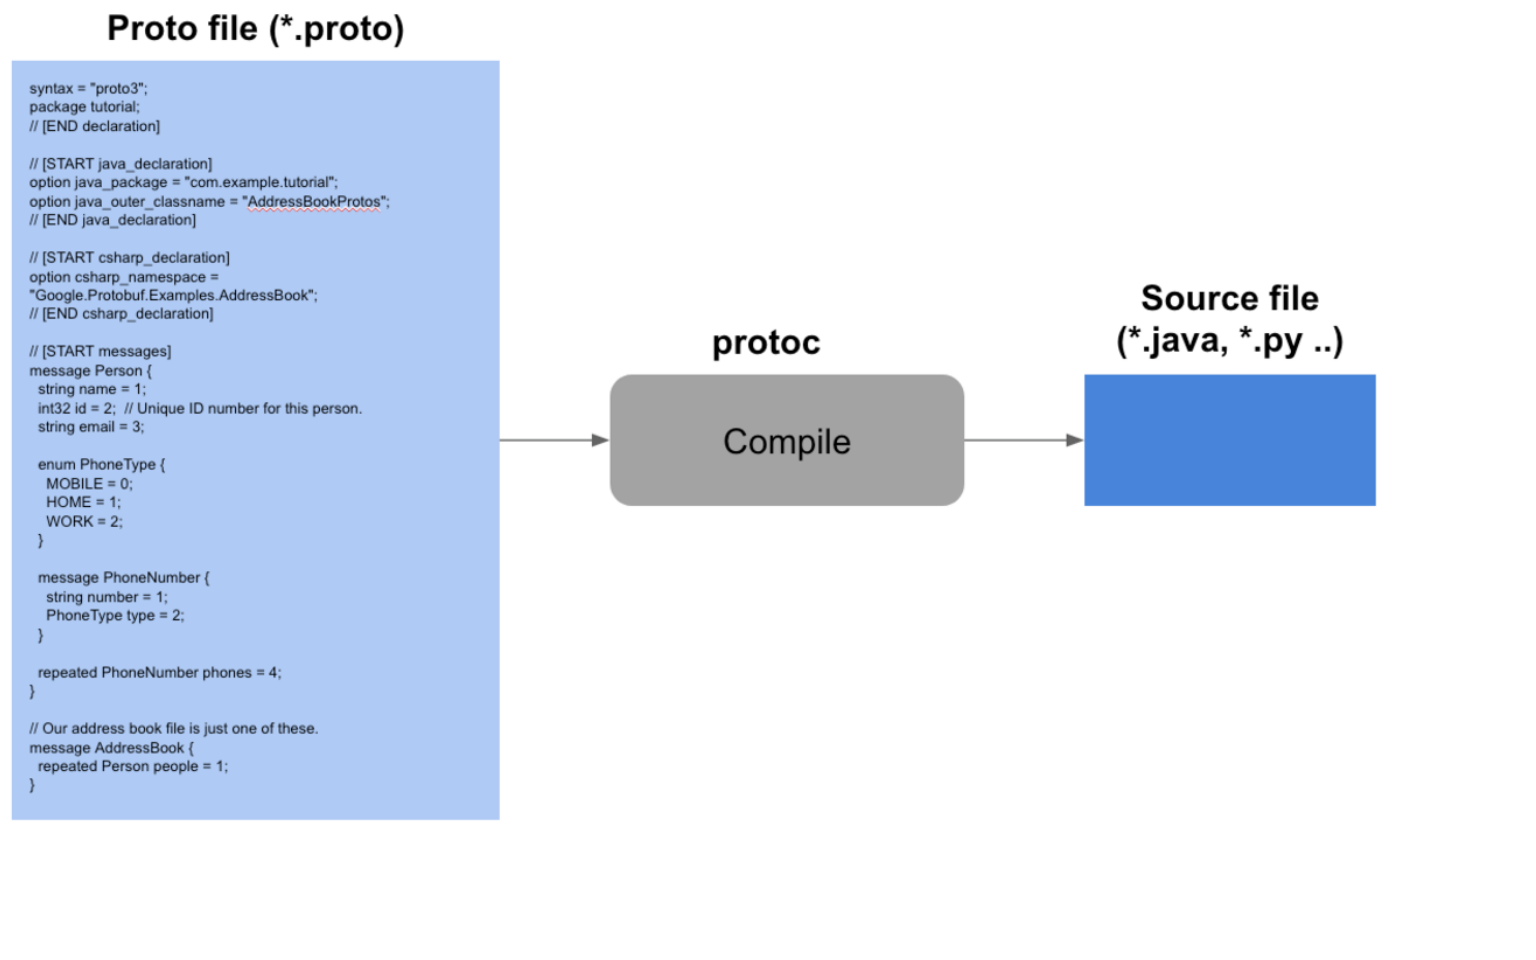 Proto file (*.proto)
syntax = "proto3";
package tutorial;
// [END declaration]
// [START java_declaration]
option java_package = "com.example.tutorial";
option java_outer_classname = "AddressBookProtos";
// [END java_declaration]
// [START csharp_declaration]
option csharp_namespace =
"Google.Protobuf.Examples.AddressBook";
// [END csharp_declaration]
// [START messages]
message Person {
string name = 1;
int32 id = 2;  // Unique ID number for this person.
string email = 3;
enum PhoneType {
MOBILE = 0;
HOME = 1;
WORK = 2;
}
message PhoneNumber {
string number = 1;
PhoneType type = 2;
}
repeated PhoneNumber phones = 4;
}
// Our address book file is just one of these.
message AddressBook {
repeated Person people = 1;
}
protoc
Compile
Source file
(*.java, *.py ..)